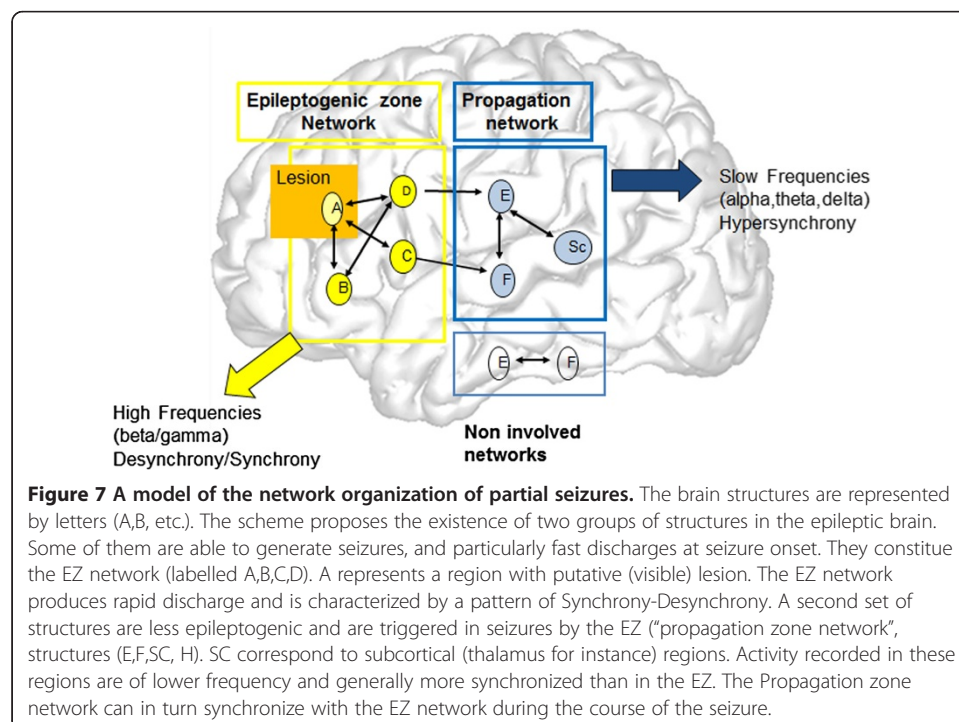 Epileptogenic zone
Network
Propagation
network
Lesion
A
D
B
C
E
Sc
F
Slow Frequencies
(alpha,theta,delta)
Hypersynchrony
E
F
High Frequencies
(beta/gamma)
Desynchrony/Synchrony
Non involved
networks
Figure 7 A model of the network organization of partial seizures. The brain structures are represented
by letters (A,B, etc.). The scheme proposes the existence of two groups of structures in the epileptic brain.
Some of them are able to generate seizures, and particularly fast discharges at seizure onset. They constitue
the EZ network (labelled A,B,C,D). A represents a region with putative (visible) lesion. The EZ network
produces rapid discharge and is characterized by a pattern of Synchrony-Desynchrony. A second set of
structures are less epileptogenic and are triggered in seizures by the EZ (“propagation zone network”,
structures (E,F,SC, H). SC correspond to subcortical (thalamus for instance) regions. Activity recorded in these
regions are of lower frequency and generally more synchronized than in the EZ. The Propagation zone
network can in turn synchronize with the EZ network during the course of the seizure.